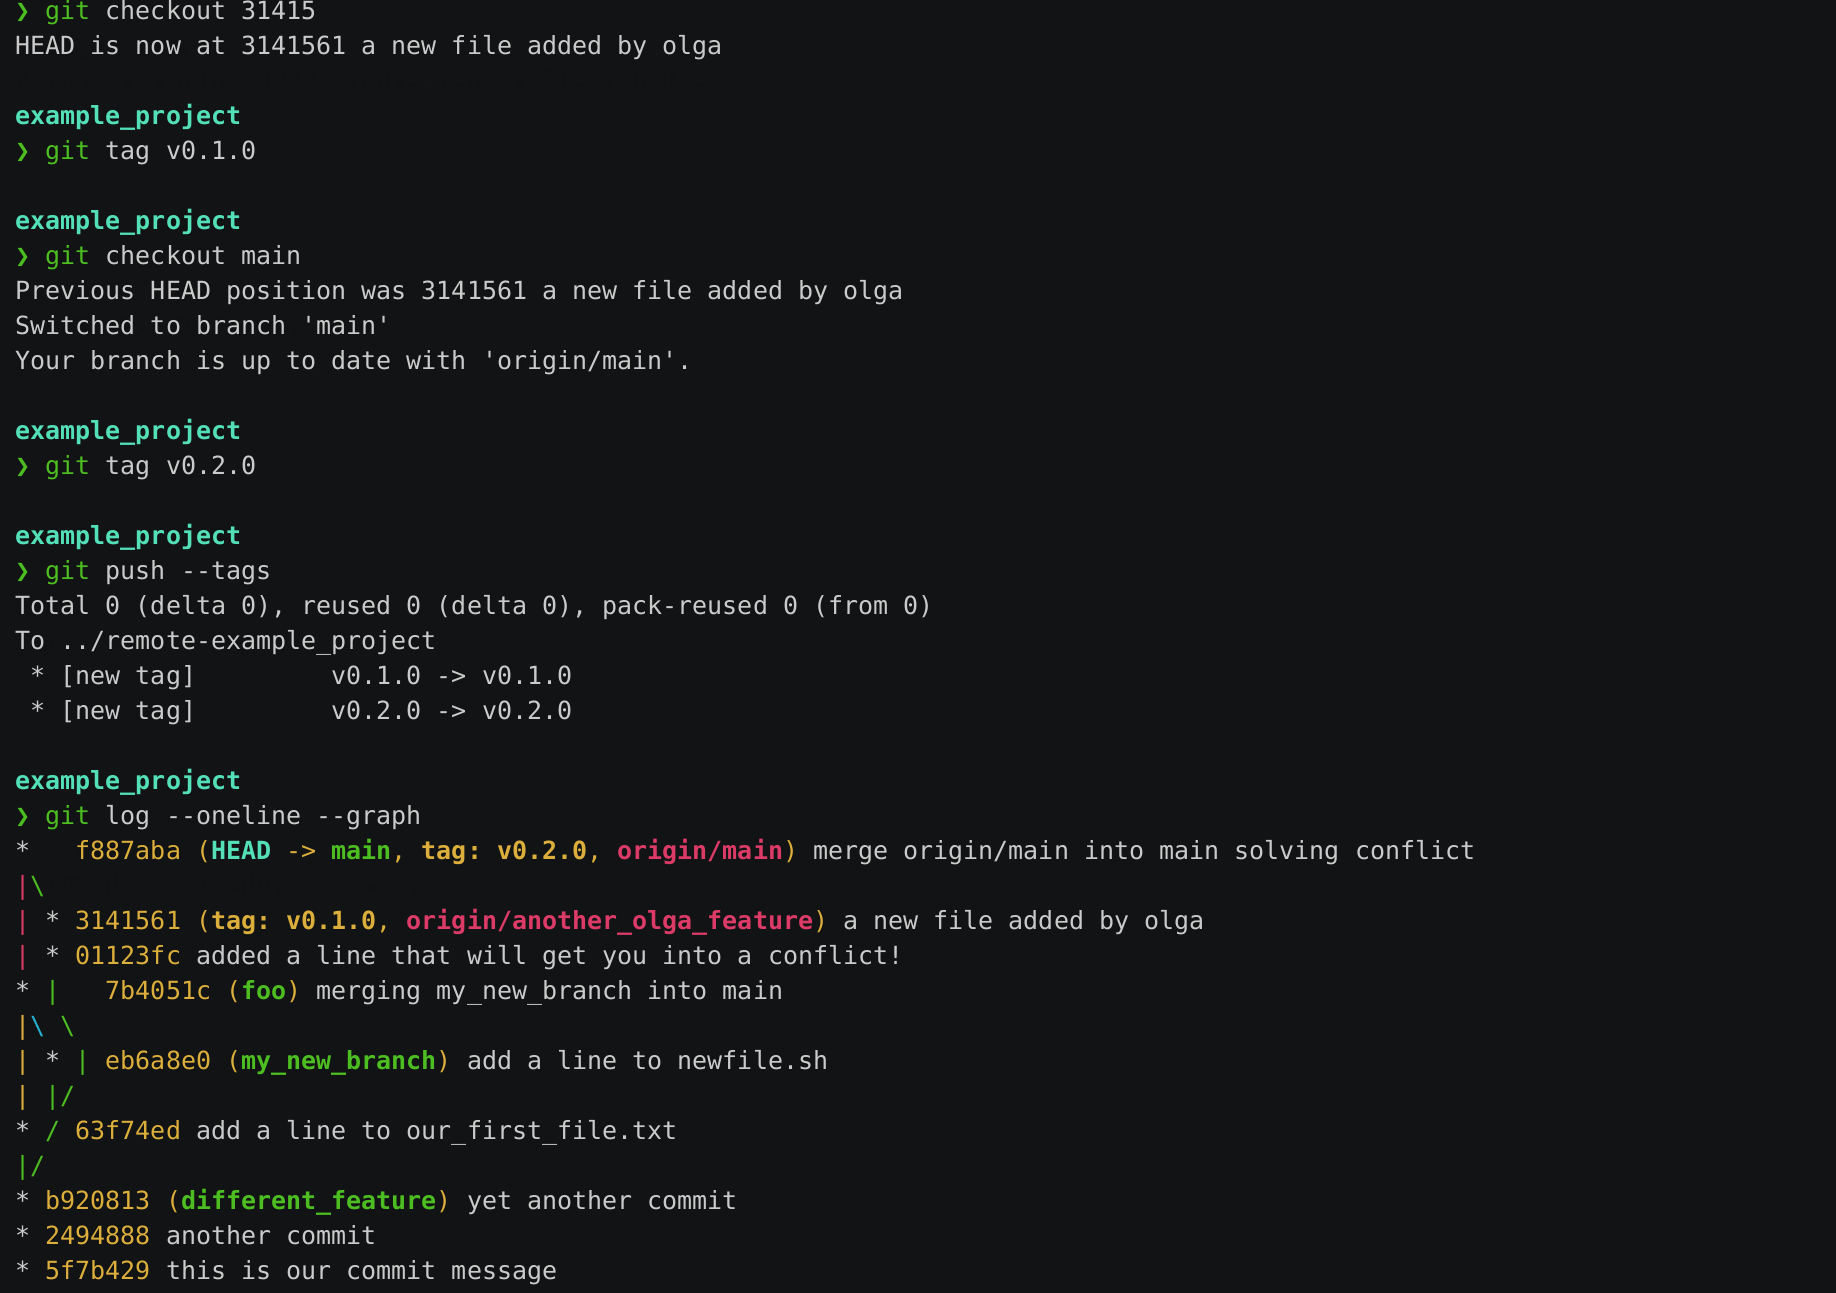 ❯ git checkout 31415
HEAD is now at 3141561 a new file added by olga
example_project
❯ git tag v0.1.0
example_project
❯ git checkout main
Previous HEAD position was 3141561 a new file added by olga
Switched to branch 'main'
Your branch is up to date with 'origin/main'.
example_project
❯ git tag v0.2.0
example_project
❯ git push --tags
Total 0 (delta 0), reused 0 (delta 0), pack-reused 0 (from 0)
To ../remote-example_project
 * [new tag]         v0.1.0 -> v0.1.0
 * [new tag]         v0.2.0 -> v0.2.0
example_project
❯ git log --oneline --graph
*   f887aba (HEAD -> main, tag: v0.2.0, origin/main) merge origin/main into main solving conflict
|\
| * 3141561 (tag: v0.1.0, origin/another_olga_feature) a new file added by olga
| * 01123fc added a line that will get you into a conflict!
* |   7b4051c (foo) merging my_new_branch into main
|\ \
| * | eb6a8e0 (my_new_branch) add a line to newfile.sh
| |/
* / 63f74ed add a line to our_first_file.txt
|/
* b920813 (different_feature) yet another commit
* 2494888 another commit
* 5f7b429 this is our commit message